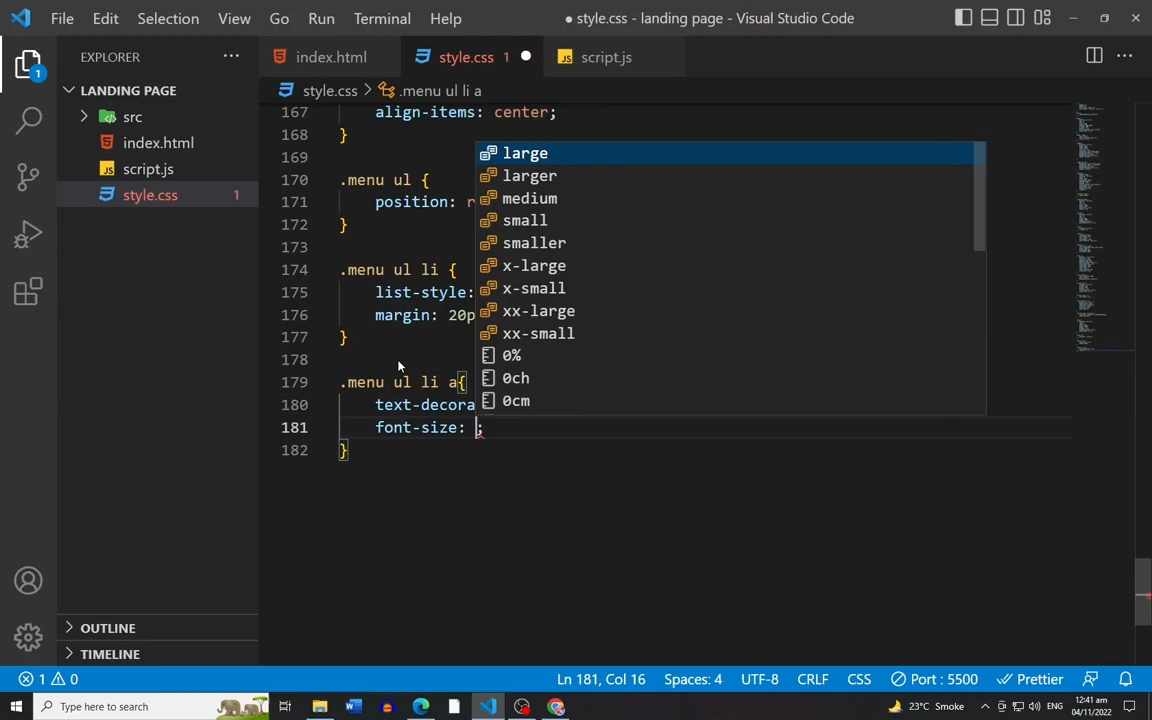 File Edit Selection View Go Run Terminal Help ● style.css - landing page - Visual Studio Code
EXPLORER
index.html
style.css 1
script.js
LANDING PAGE
style.css > .menu ul li a
src
index.html
script.js
style.css 1
167 align-items: center;
168 }
169
170 .menu ul {
171 position: r
172 }
173
174 .menu ul li {
175 list-style:
176 margin: 20p
177 }
178
179 .menu ul li a{
180 text-decora
181 font-size: ;
182 }
large
larger
medium
small
smaller
x-large
x-small
xx-large
xx-small
0%
0ch
0cm
1
OUTLINE
TIMELINE
1 0 Ln 181, Col 16 Spaces: 4 UTF-8 CRLF CSS Port : 5500 Prettier
Type here to search
23°C Smoke
ENG
12:41 am
04/11/2022